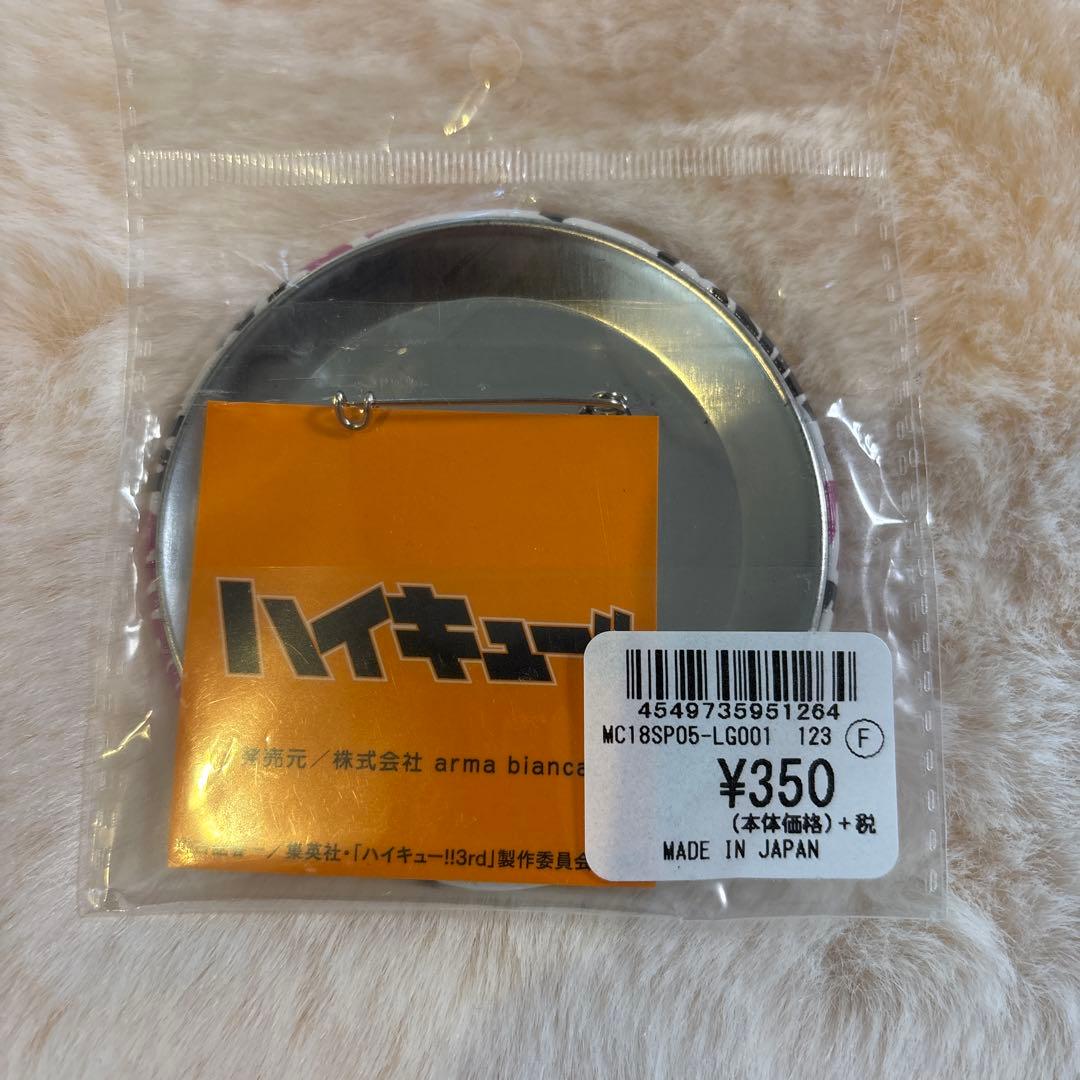 ハイキュー!!
発売元／株式会社 arma bianca
／集英社・「ハイキュー!!3rd」製作委員会
4549735951264
MC18SP05-LG001 123 F
¥350
(本体価格)+税
MADE IN JAPAN